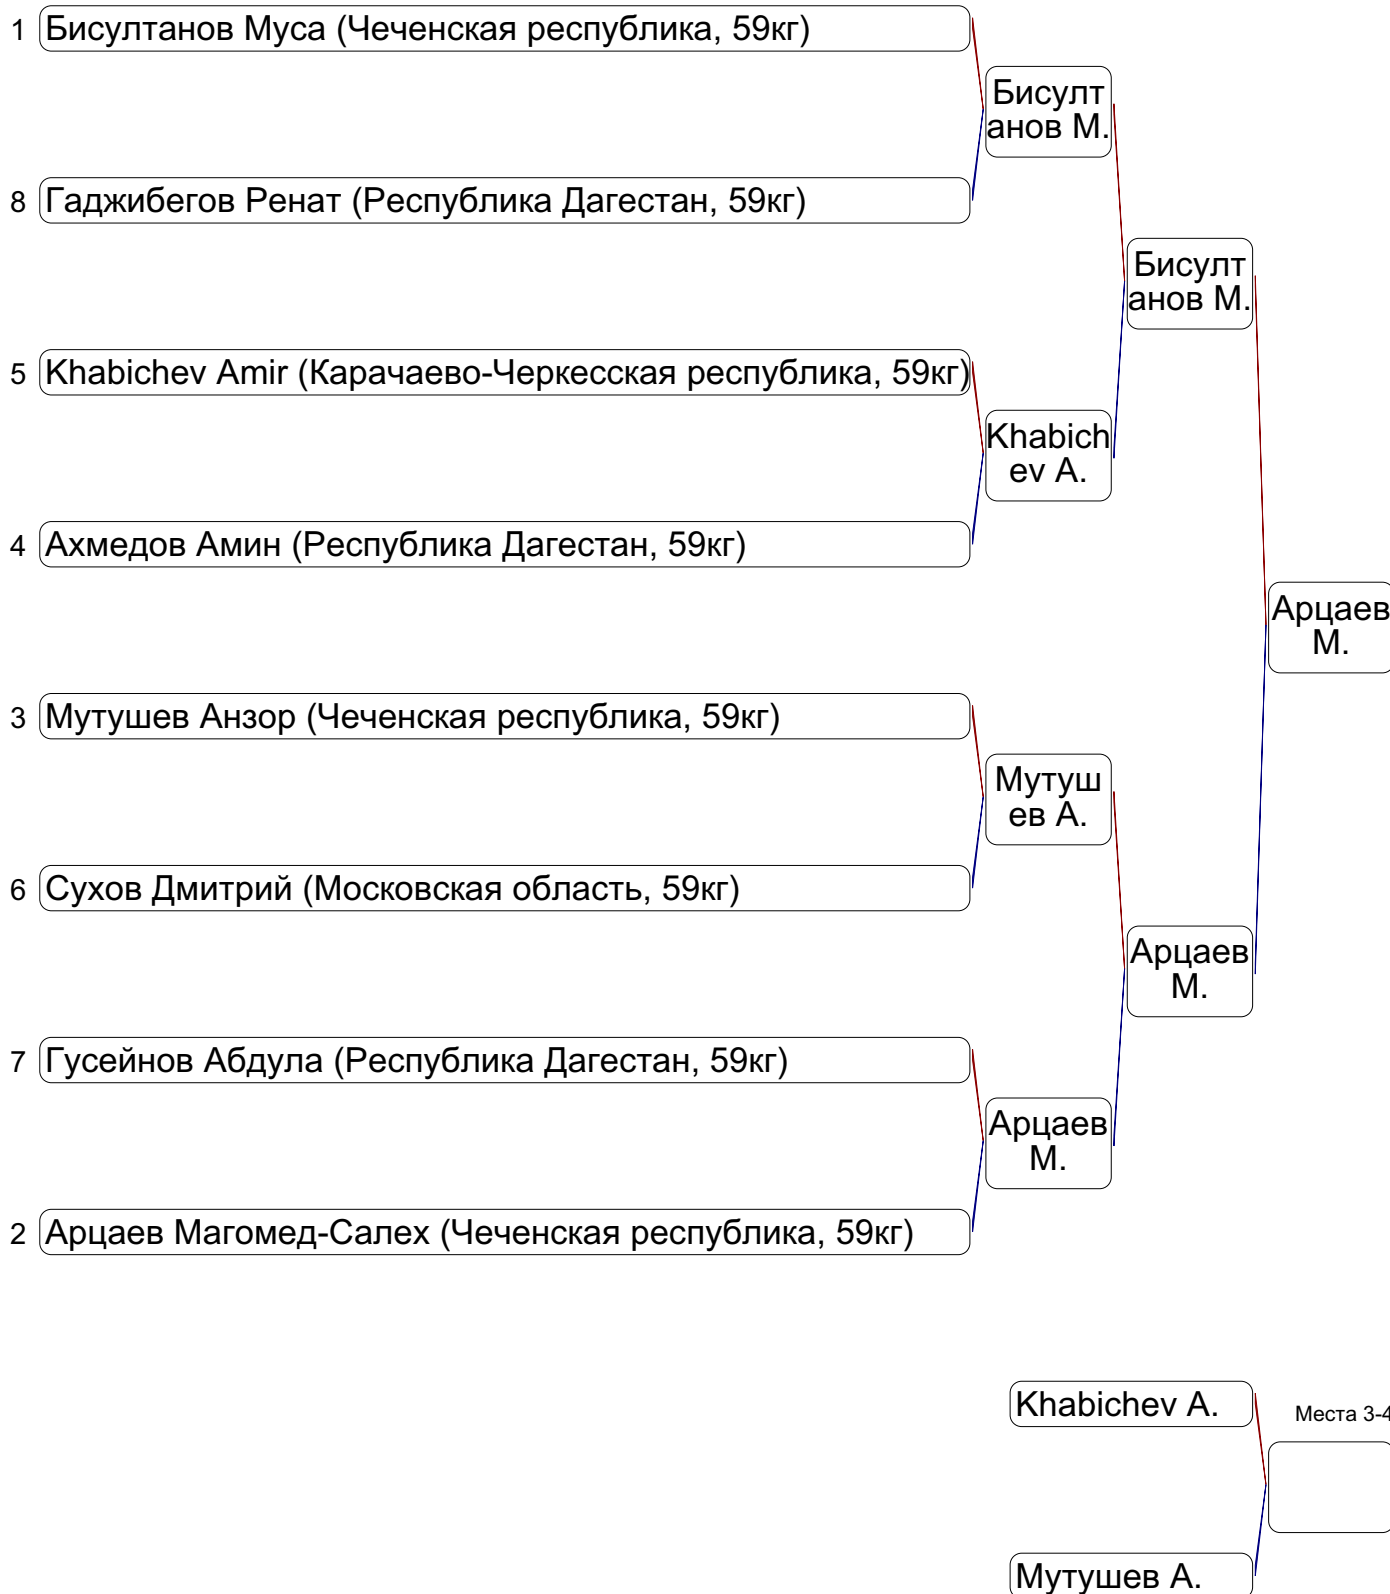 1 Бисултанов Муса (Чеченская республика, 59кг)
Бисулт
анов М.
8 Гаджибегов Ренат (Республика Дагестан, 59кг)
Бисулт
анов М.
5 Khabichev Amir (Карачаево-Черкесская республика, 59кг)
Khabich
ev A.
4 Ахмедов Амин (Республика Дагестан, 59кг)
Арцаев
М.
3 Мутушев Анзор (Чеченская республика, 59кг)
Мутуш
ев А.
6 Сухов Дмитрий (Московская область, 59кг)
Арцаев
М.
7 Гусейнов Абдула (Республика Дагестан, 59кг)
Арцаев
М.
2 Арцаев Магомед-Салех (Чеченская республика, 59кг)
Khabichev A.
Места 3-4
Мутушев А.